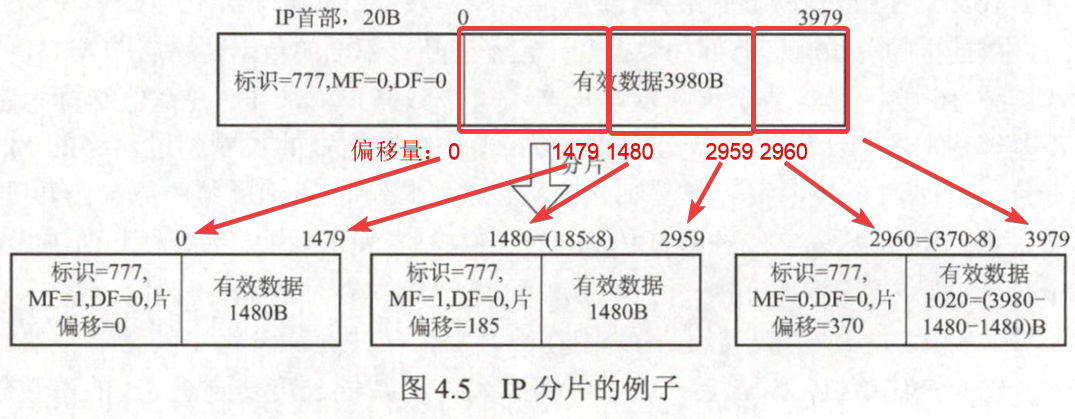 IP首部，20B 0 3979
标识=777,MF=0,DF=0 有效数据3980B
偏移量：0 1479 1480 2959 2960
分片
0 1479 1480=(185×8) 2959 2960=(370×8) 3979
标识=777,
MF=1,DF=0,片
偏移=0
有效数据
1480B
标识=777,
MF=1,DF=0,片
偏移=185
有效数据
1480B
标识=777,
MF=0,DF=0,片
偏移=370
有效数据
1020=(3980−
1480−1480)B
图 4.5 IP 分片的例子